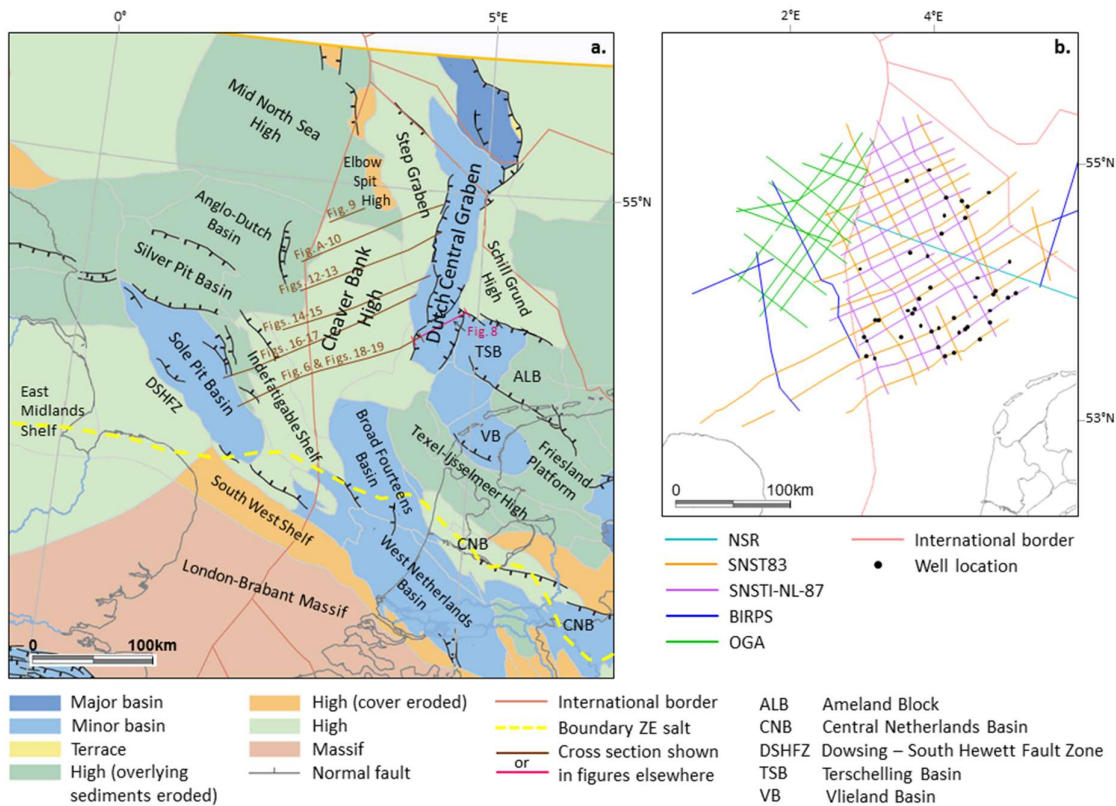 0°
5°E
a.
Mid North Sea
High
Elbow
Spit
High
Step Graben
Dutch Central Graben
55°N
Fig. 9
Anglo-Dutch
Basin
Fig. A-10
Silver Pit Basin
Figs. 12-13
Cleaver Bank
High
Schill Grund
High
Figs. 14-15
Figs. 16-17
Fig. 8
Fig. 6 & Figs. 18-19
TSB
Sole Pit Basin
Indefatigable Shelf
DSHFZ
ALB
East
Midlands
Shelf
VB
Broad Fourteens
Basin
Texel-Ijsselmeer High
Friesland
Platform
South West Shelf
CNB
West Netherlands
Basin
London-Brabant Massif
CNB
0
100km
2°E
4°E
b.
55°N
53°N
0
100km
NSR
SNST83
SNSTI-NL-87
BIRPS
OGA
International border
Well location
Major basin
Minor basin
Terrace
High (overlying
sediments eroded)
High (cover eroded)
High
Massif
Normal fault
International border
Boundary ZE salt
Cross section shown
or
in figures elsewhere
ALB Ameland Block
CNB Central Netherlands Basin
DSHFZ Dowsing – South Hewett Fault Zone
TSB Terschelling Basin
VB Vlieland Basin